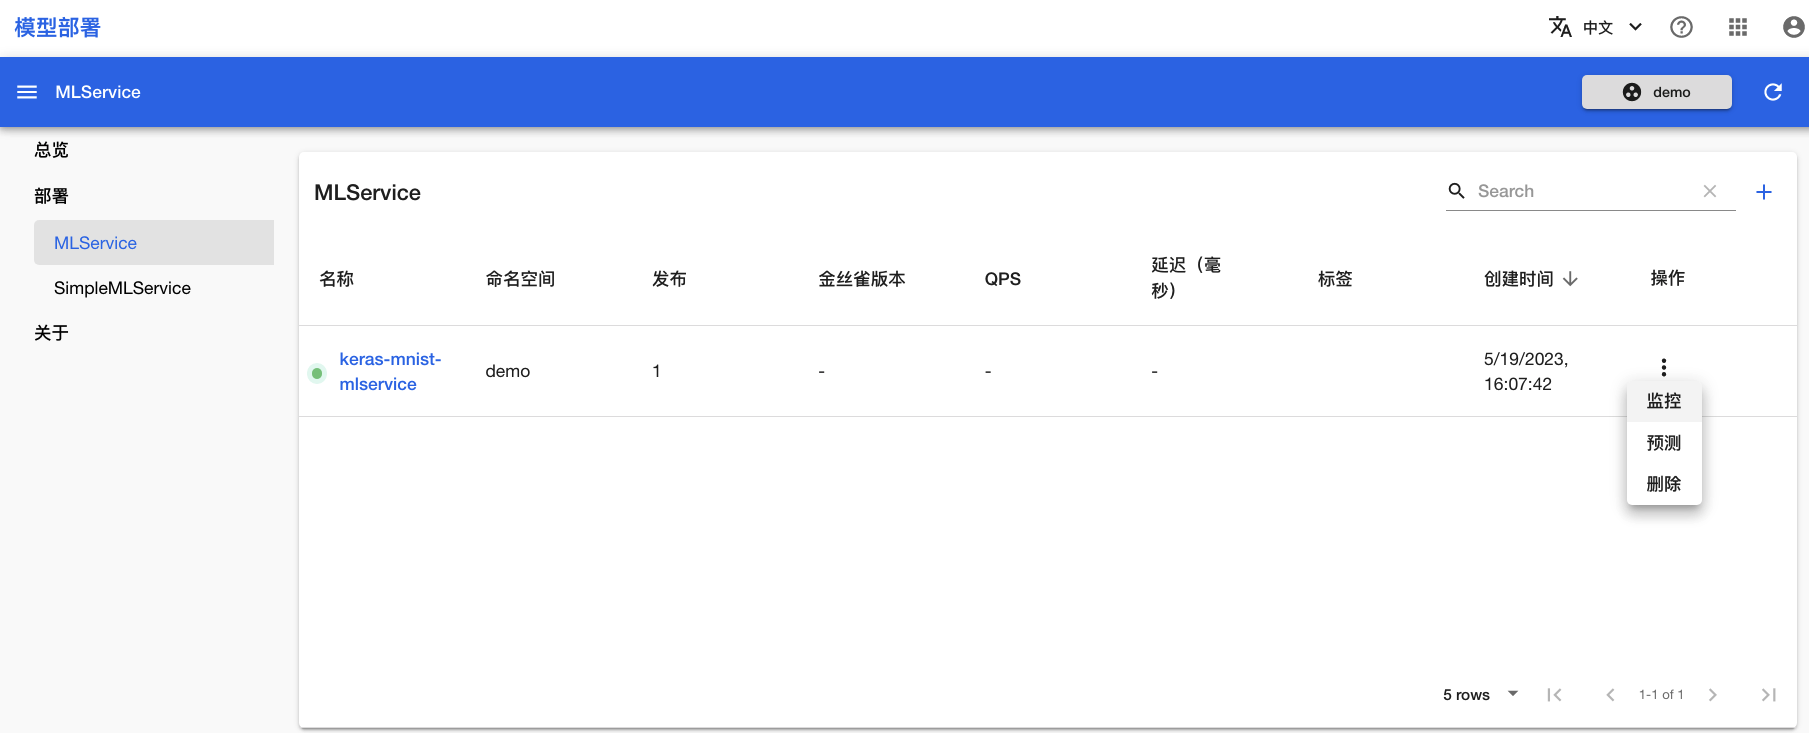 模型部署
中文
MLService
demo
总览
部署
MLService
SimpleMLService
关于
MLService
Search
名称
命名空间
发布
金丝雀版本
QPS
延迟（毫
秒）
标签
创建时间
操作
keras-mnist-
mlservice
demo
1
-
-
-
5/19/2023,
16:07:42
监控
预测
删除
5 rows
1-1 of 1